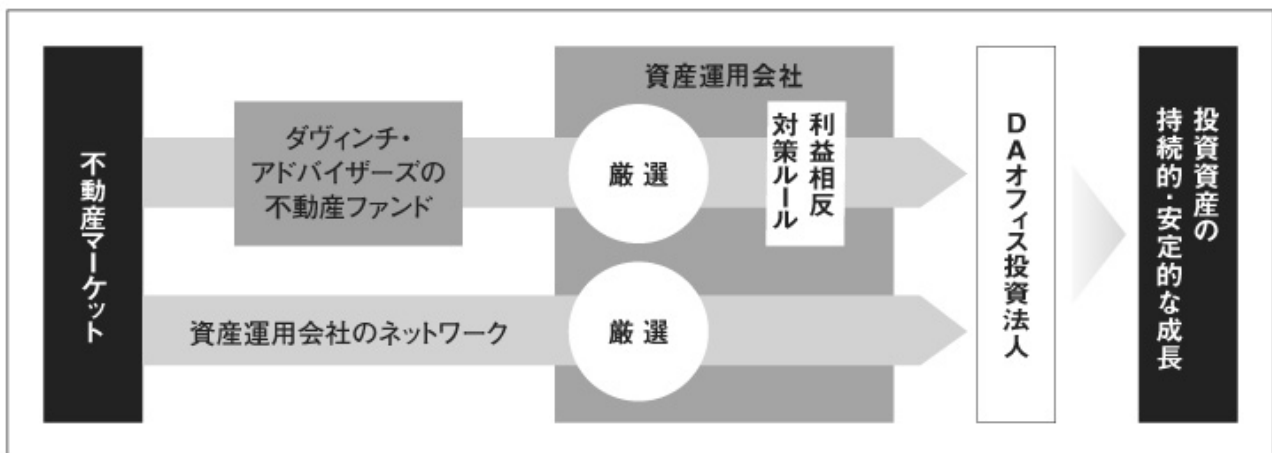 不動産マーケット
ダヴィンチ・
アドバイザーズの
不動産ファンド
資産運用会社のネットワーク
資産運用会社
厳選
利益相反
対策ルール
厳選
DAオフィス投資法人
投資資産の
持続的・安定的な成長